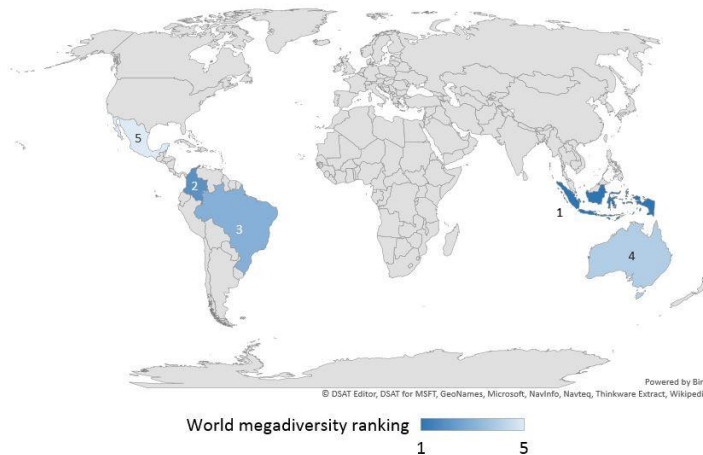 5
2
3
1
4
Powered by Bin
© DSAT Editor, DSAT for MSFT, GeoNames, Microsoft, NavInfo, Navteq, Thinkware Extract, Wikipedi
World megadiversity ranking
1 5